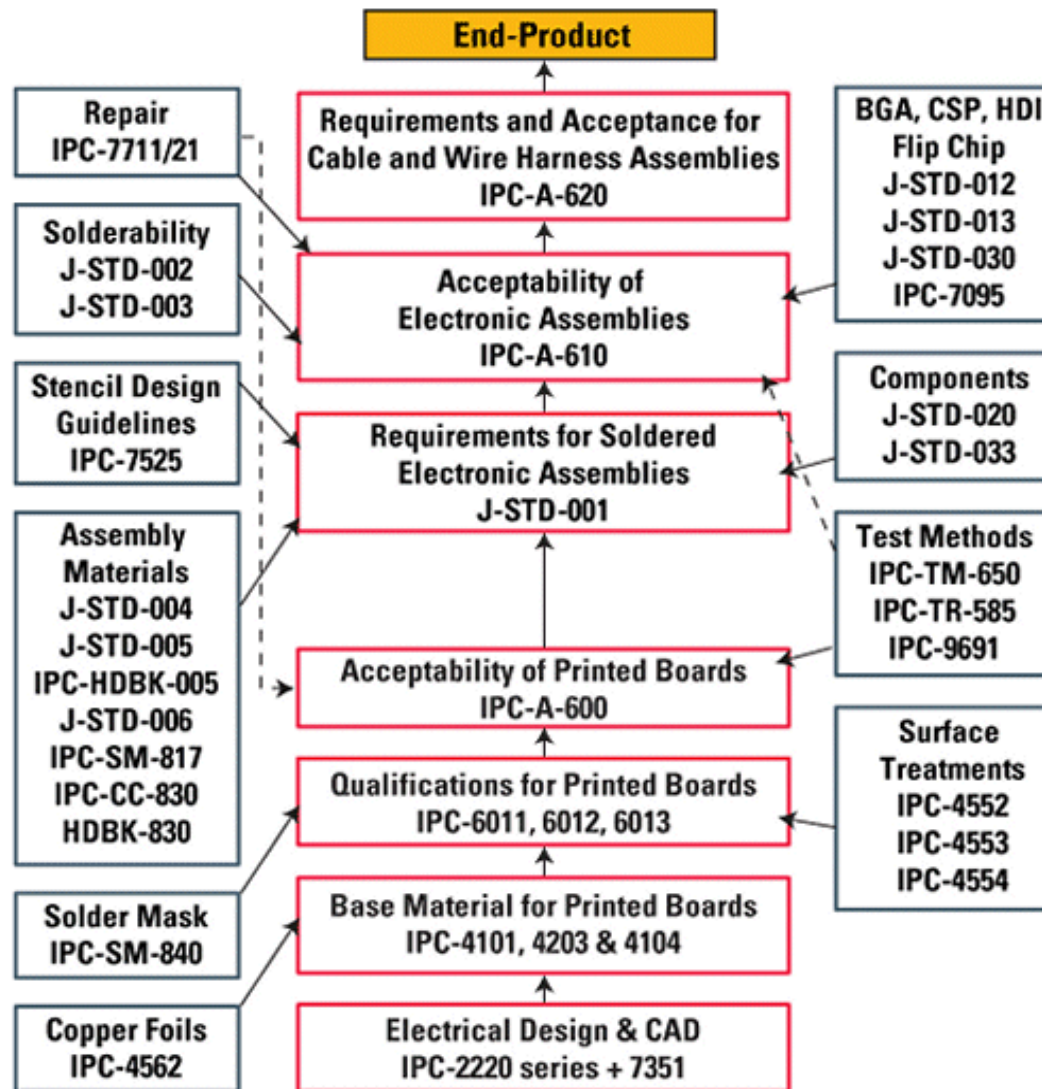 End-Product
Repair
IPC-7711/21
Solderability
J-STD-002
J-STD-003
Stencil Design
Guidelines
IPC-7525
Assembly
Materials
J-STD-004
J-STD-005
IPC-HDBK-005
J-STD-006
IPC-SM-817
IPC-CC-830
HDBK-830
Solder Mask
IPC-SM-840
Copper Foils
IPC-4562
Requirements and Acceptance for
Cable and Wire Harness Assemblies
IPC-A-620
Acceptability of
Electronic Assemblies
IPC-A-610
Requirements for Soldered
Electronic Assemblies
J-STD-001
Acceptability of Printed Boards
IPC-A-600
Qualifications for Printed Boards
IPC-6011, 6012, 6013
Base Material for Printed Boards
IPC-4101, 4203 & 4104
Electrical Design & CAD
IPC-2220 series + 7351
BGA, CSP, HDI
Flip Chip
J-STD-012
J-STD-013
J-STD-030
IPC-7095
Components
J-STD-020
J-STD-033
Test Methods
IPC-TM-650
IPC-TR-585
IPC-9691
Surface
Treatments
IPC-4552
IPC-4553
IPC-4554